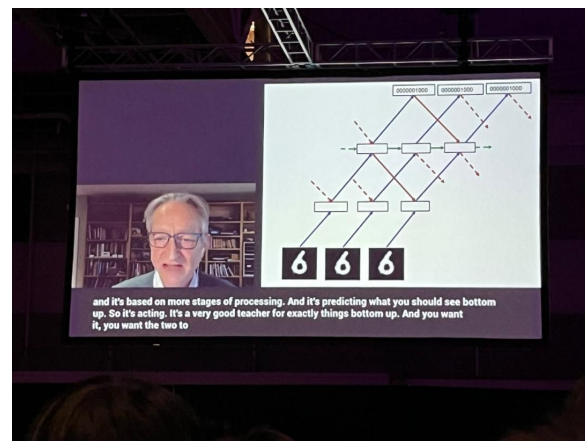 0000001000 0000001000 0000001000
6 6 6
and it's based on more stages of processing. And it's predicting what you should see bottom
up. So it's acting. It's a very good teacher for exactly things bottom up. And you want
it, you want the two to